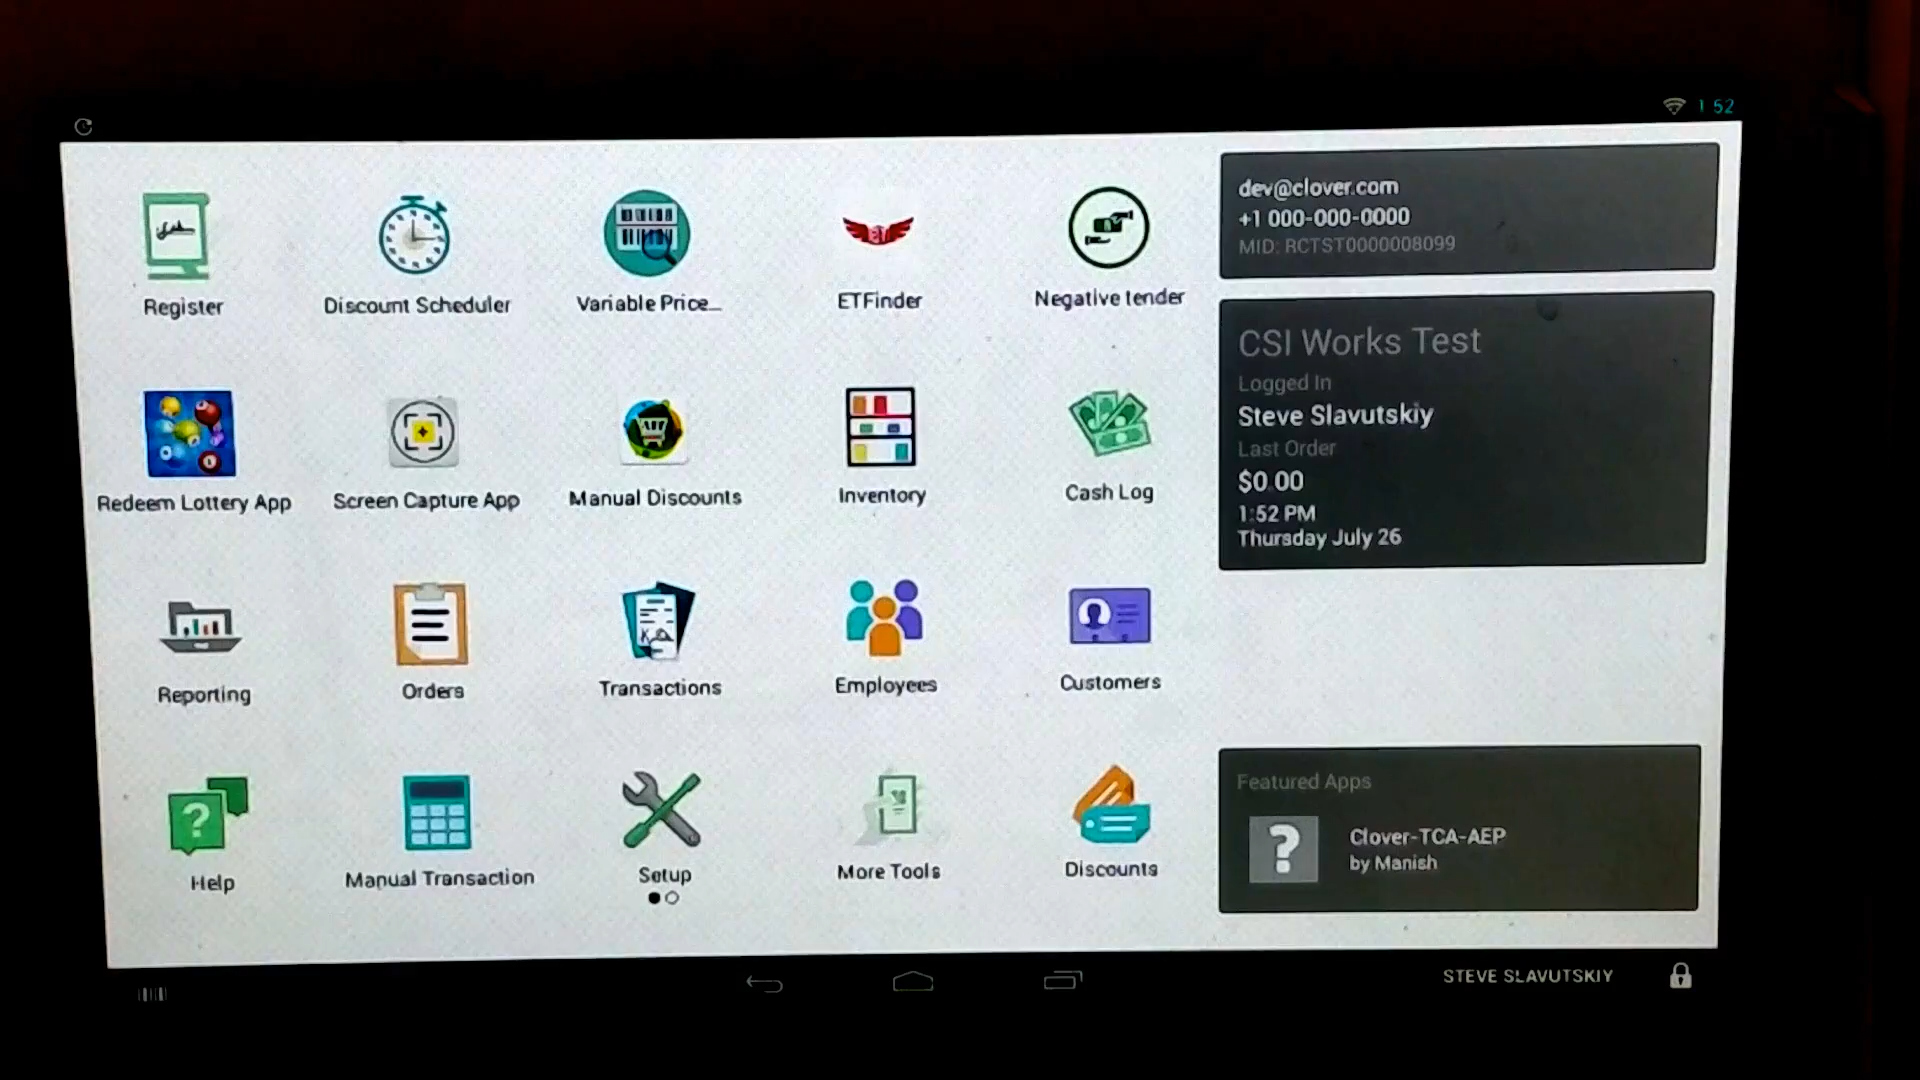 1:52
Register
Discount Scheduler
Variable Price...
ETFinder
Negative tender
dev@clover.com
+1 000-000-0000
MID: RCTST0000008099
CSI Works Test
Logged In
Steve Slavutskiy
Last Order
$0.00
1:52 PM
Thursday July 26
Redeem Lottery App
Screen Capture App
Manual Discounts
Inventory
Cash Log
Reporting
Orders
Transactions
Employees
Customers
Help
Manual Transaction
Setup
More Tools
Discounts
Featured Apps
Clover-TCA-AEP
by Manish
STEVE SLAVUTSKIY